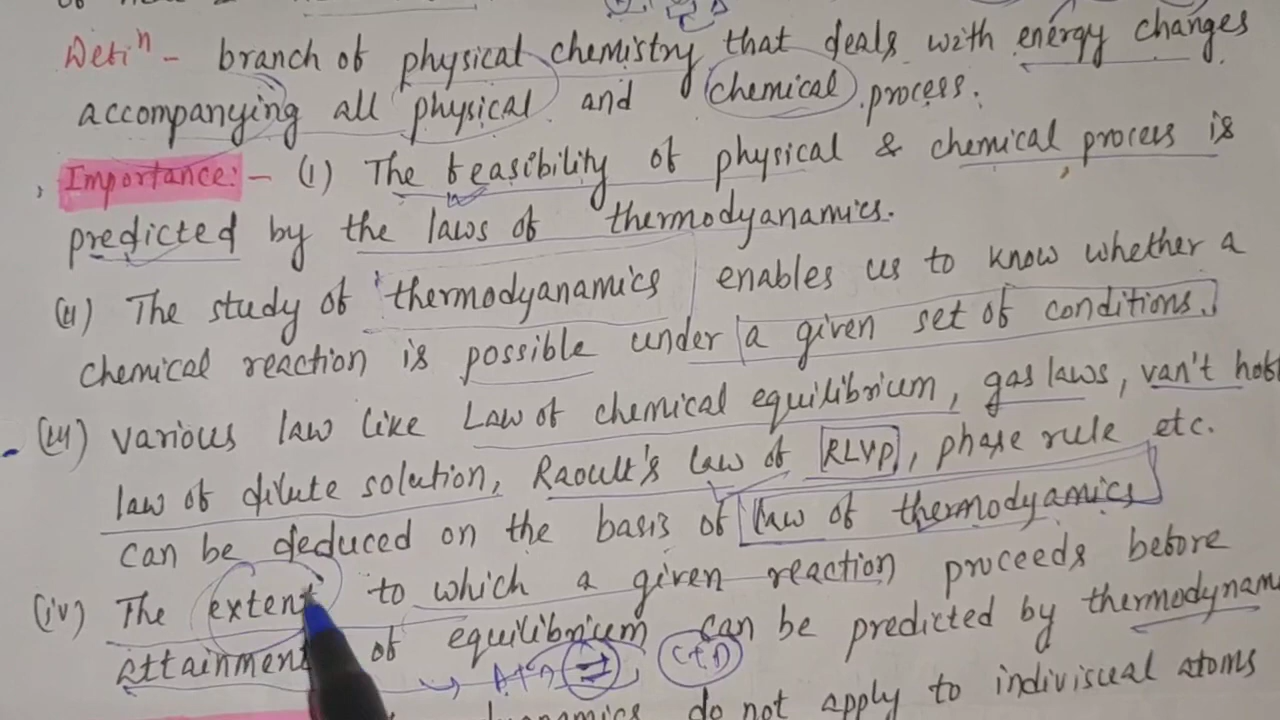 Defiⁿ - branch of physical chemistry that deals with energy changes
accompanying all physical and chemical process.
Importance:- (i) The feasibility of physical & chemical process is
predicted by the laws of thermodyanamics.
(ii) The study of thermodyanamics enables us to know whether a
chemical reaction is possible under a given set of conditions.
(iii) various law like Law of chemical equilibrium, gas laws, van't hoff
law of dilute solution, Raoult's law of RLVP, phase rule etc.
can be deduced on the basis of law of thermodyamics
(iv) The extent to which a given reaction proceeds before
attainment of equilibrium can be predicted by thermodynam
A+B ⇌ C+D
do not apply to indiviscual atoms